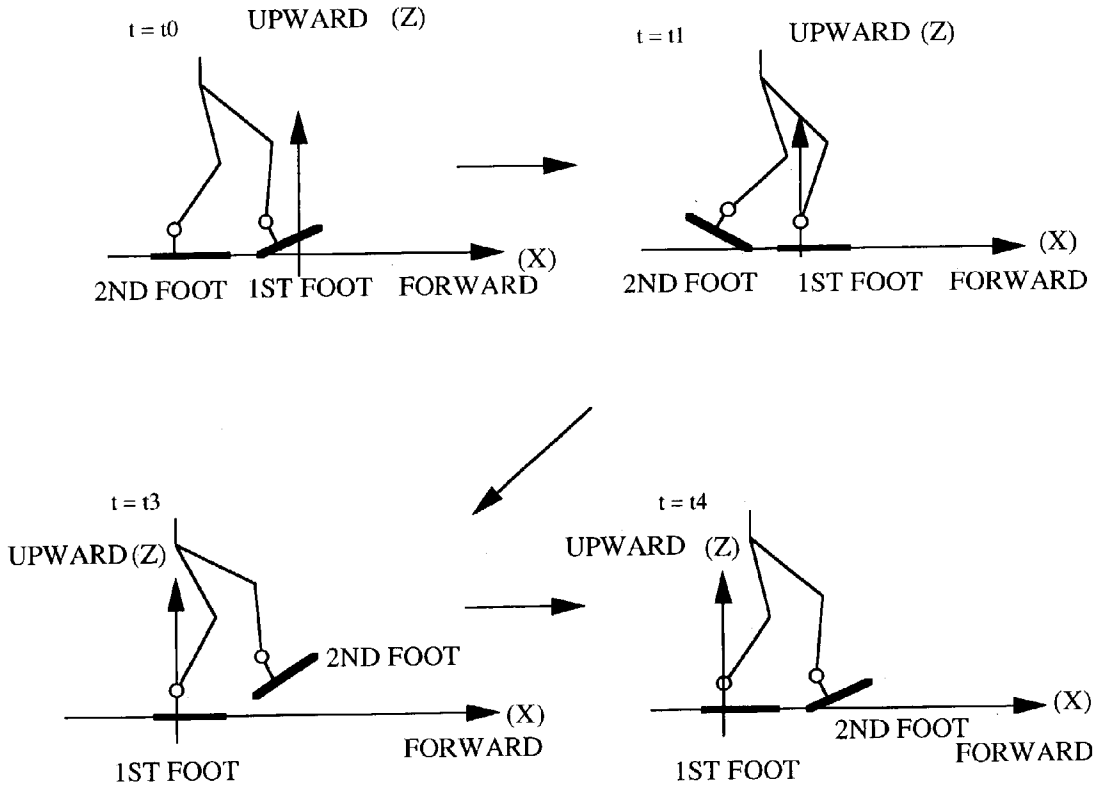 t = t0
UPWARD (Z)
(X)
2ND FOOT 1ST FOOT FORWARD
t = t1
UPWARD (Z)
(X)
2ND FOOT 1ST FOOT FORWARD
t = t3
UPWARD (Z)
2ND FOOT
(X)
FORWARD
1ST FOOT
t = t4
UPWARD (Z)
(X)
2ND FOOT
FORWARD
1ST FOOT